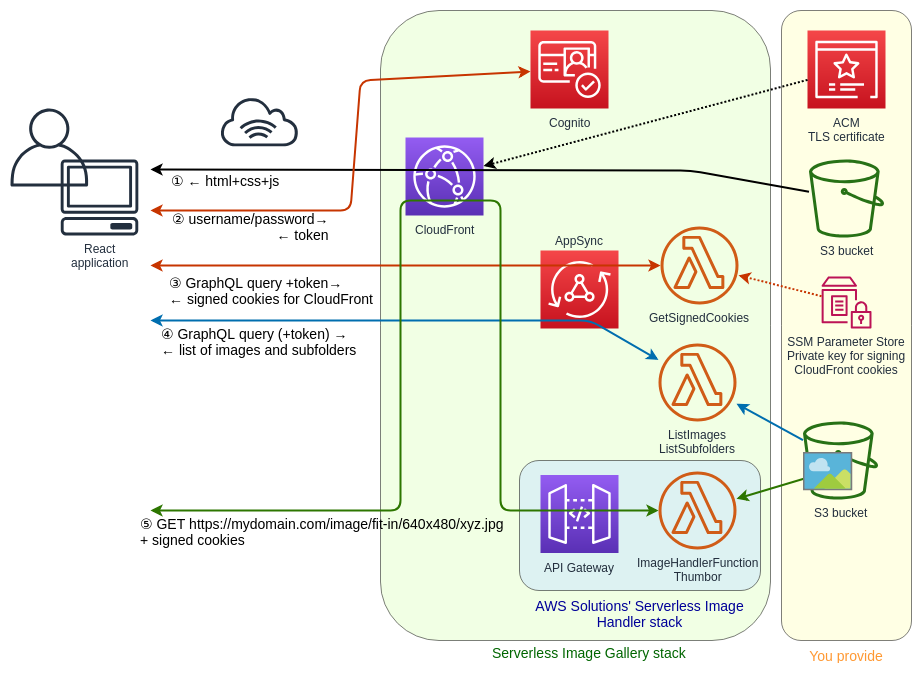 Cognito
ACM
TLS certificate
① ← html+css+js
② username/password→
← token
CloudFront
S3 bucket
React
application
AppSync
③ GraphQL query +token→
← signed cookies for CloudFront
GetSignedCookies
④ GraphQL query (+token) →
← list of images and subfolders
SSM Parameter Store
Private key for signing
CloudFront cookies
ListImages
ListSubfolders
S3 bucket
⑤ GET https://mydomain.com/image/fit-in/640x480/xyz.jpg
+ signed cookies
API Gateway
ImageHandlerFunction
Thumbor
AWS Solutions' Serverless Image
Handler stack
Serverless Image Gallery stack
You provide